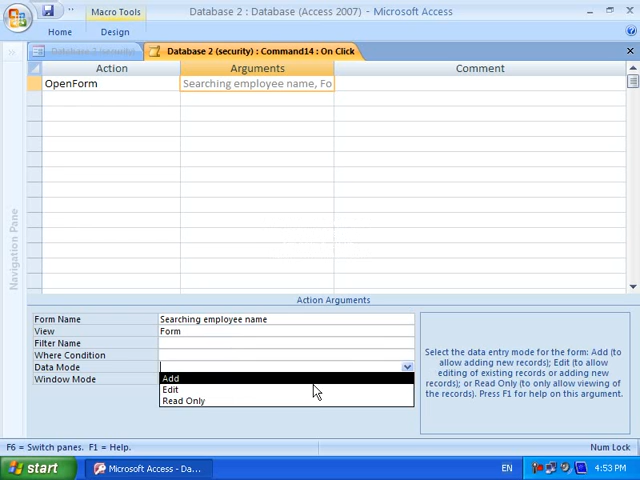 Database 2 : Database (Access 2007) - Microsoft Access
Macro Tools
Home
Design
Database 2 (security)
Database 2 (security) : Command14 : On Click
Action
Arguments
Comment
OpenForm
Searching employee name, Fo
Navigation Pane
Action Arguments
Form Name
Searching employee name
View
Form
Filter Name
Where Condition
Data Mode
Window Mode
Add
Edit
Read Only
Select the data entry mode for the form: Add (to
allow adding new records); Edit (to allow
editing of existing records or adding new
records); or Read Only (to only allow viewing of
the records). Press F1 for help on this argument.
F6 = Switch panes. F1 = Help.
Num Lock
start
Microsoft Access - Da...
EN
4:53 PM